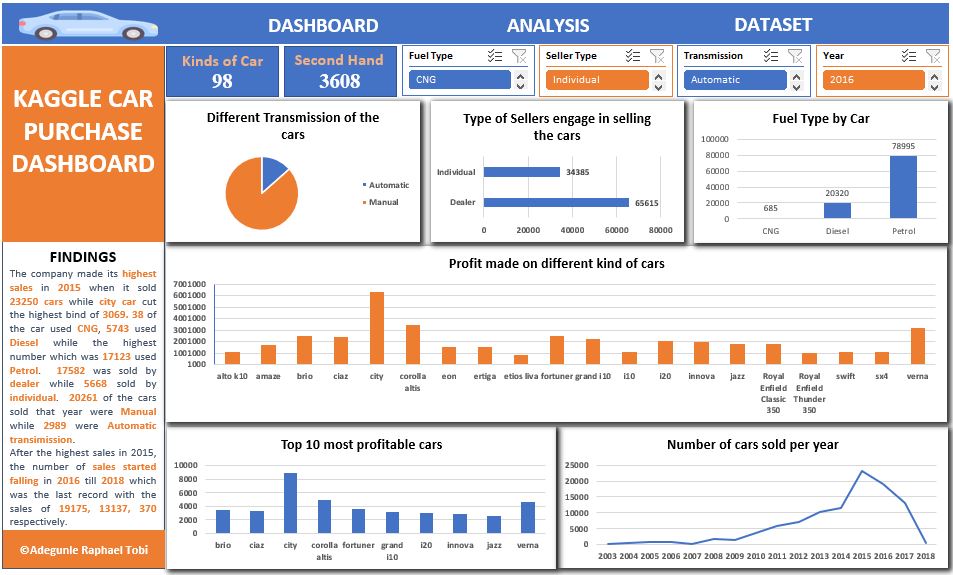 DASHBOARD ANALYSIS DATASET
KAGGLE CAR
PURCHASE
DASHBOARD
Kinds of Car
98
Second Hand
3608
Fuel Type
CNG
Seller Type
Individual
Transmission
Automatic
Year
2016
Different Transmission of the
cars
Automatic
Manual
Type of Sellers engage in selling
the cars
Individual 34385
Dealer 65615
0 20000 40000 60000 80000
Fuel Type by Car
100000
80000
60000
40000
20000
0
685
20320
78995
CNG Diesel Petrol
FINDINGS
The company made its highest
sales in 2015 when it sold
23250 cars while city car cut
the highest bind of 3069. 38 of
the car used CNG, 5743 used
Diesel while the highest
number which was 17123 used
Petrol. 17582 was sold by
dealer while 5668 sold by
individual. 20261 of the cars
sold that year were Manual
while 2989 were Automatic
transimission.
After the highest sales in 2015,
the number of sales started
falling in 2016 till 2018 which
was the last record with the
sales of 19175, 13137, 370
respectively.
©Adegunle Raphael Tobi
Profit made on different kind of cars
7001000
6001000
5001000
4001000
3001000
2001000
1001000
1000
alto k10 amaze brio ciaz city corolla eon ertiga etios liva fortuner grand i10 i10 i20 innova jazz Royal Royal swift sx4 verna
altis Enfield Enfield
Classic Thunder
350 350
Top 10 most profitable cars
10000
8000
6000
4000
2000
0
brio ciaz city corolla fortuner grand i20 innova jazz verna
altis i10
Number of cars sold per year
25000
20000
15000
10000
5000
0
2003 2004 2005 2006 2007 2008 2009 2010 2011 2012 2013 2014 2015 2016 2017 2018